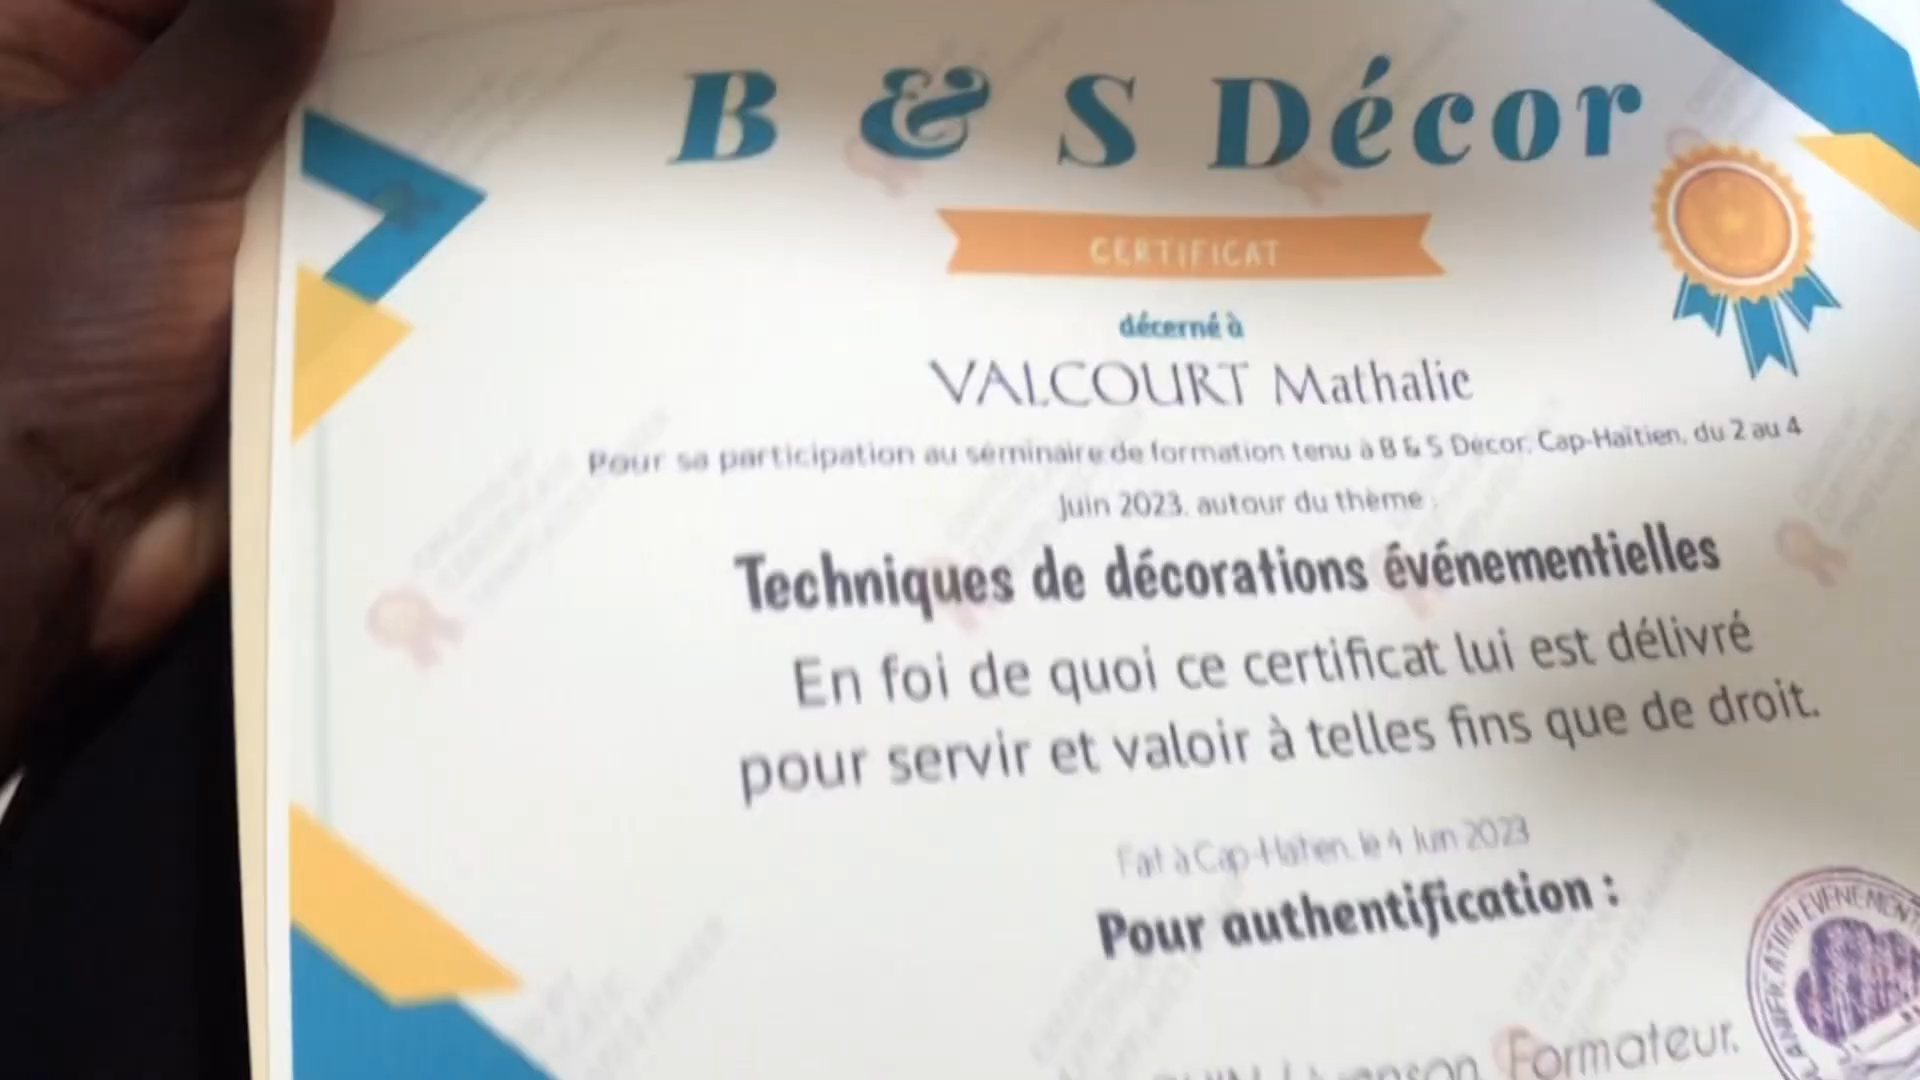 B & S Décor
CERTIFICAT
décerné à
VALCOURT Mathalie
Pour sa participation au séminaire de formation tenu à B & S Décor, Cap-Haïtien, du 2 au 4
Juin 2023, autour du thème :
Techniques de décorations événementielles
En foi de quoi ce certificat lui est délivré
pour servir et valoir à telles fins que de droit.
Fait à Cap-Haïtien, le 4 Juin 2023
Pour authentification :
Formateur.